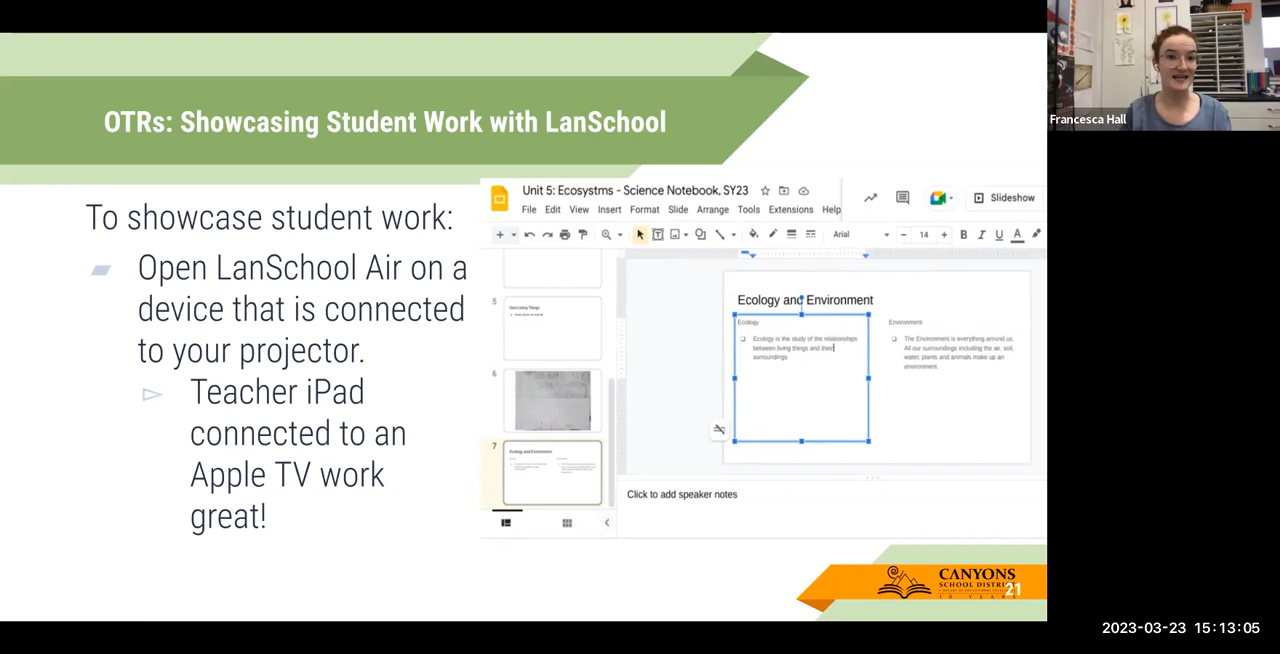 OTRs: Showcasing Student Work with LanSchool
Francesca Hall
To showcase student work:
Open LanSchool Air on a
device that is connected
to your projector.
Teacher iPad
connected to an
Apple TV work
great!
Unit 5: Ecosystms - Science Notebook, SY23
File Edit View Insert Format Slide Arrange Tools Extensions Help
Slideshow
Arial
14
B I U A
5
6
7
Ecology and Environment
Ecology and Environment
Ecology
Ecology is the study of the relationships
between living things and their
surroundings
Environment
The Environment is everything around us.
All our surroundings including the air, soil,
water, plants and animals make up an
environment.
Click to add speaker notes
CANYONS
SCHOOL DISTRICT
21
2023-03-23 15:13:05